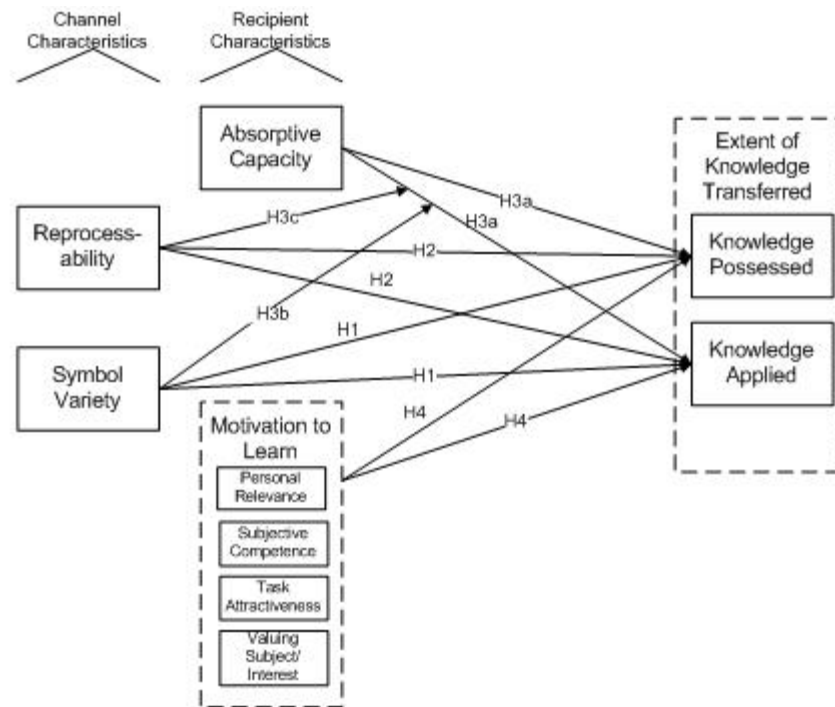 Channel
Characteristics
Recipient
Characteristics
Absorptive
Capacity
Extent of
Knowledge
Transferred
Reprocess-
ability
H3c
H3a
H3a
H2
Knowledge
Possessed
H2
H3b
H1
Symbol
Variety
H1
Knowledge
Applied
H4
H4
Motivation to
Learn
Personal
Relevance
Subjective
Competence
Task
Attractiveness
Valuing
Subject/
Interest